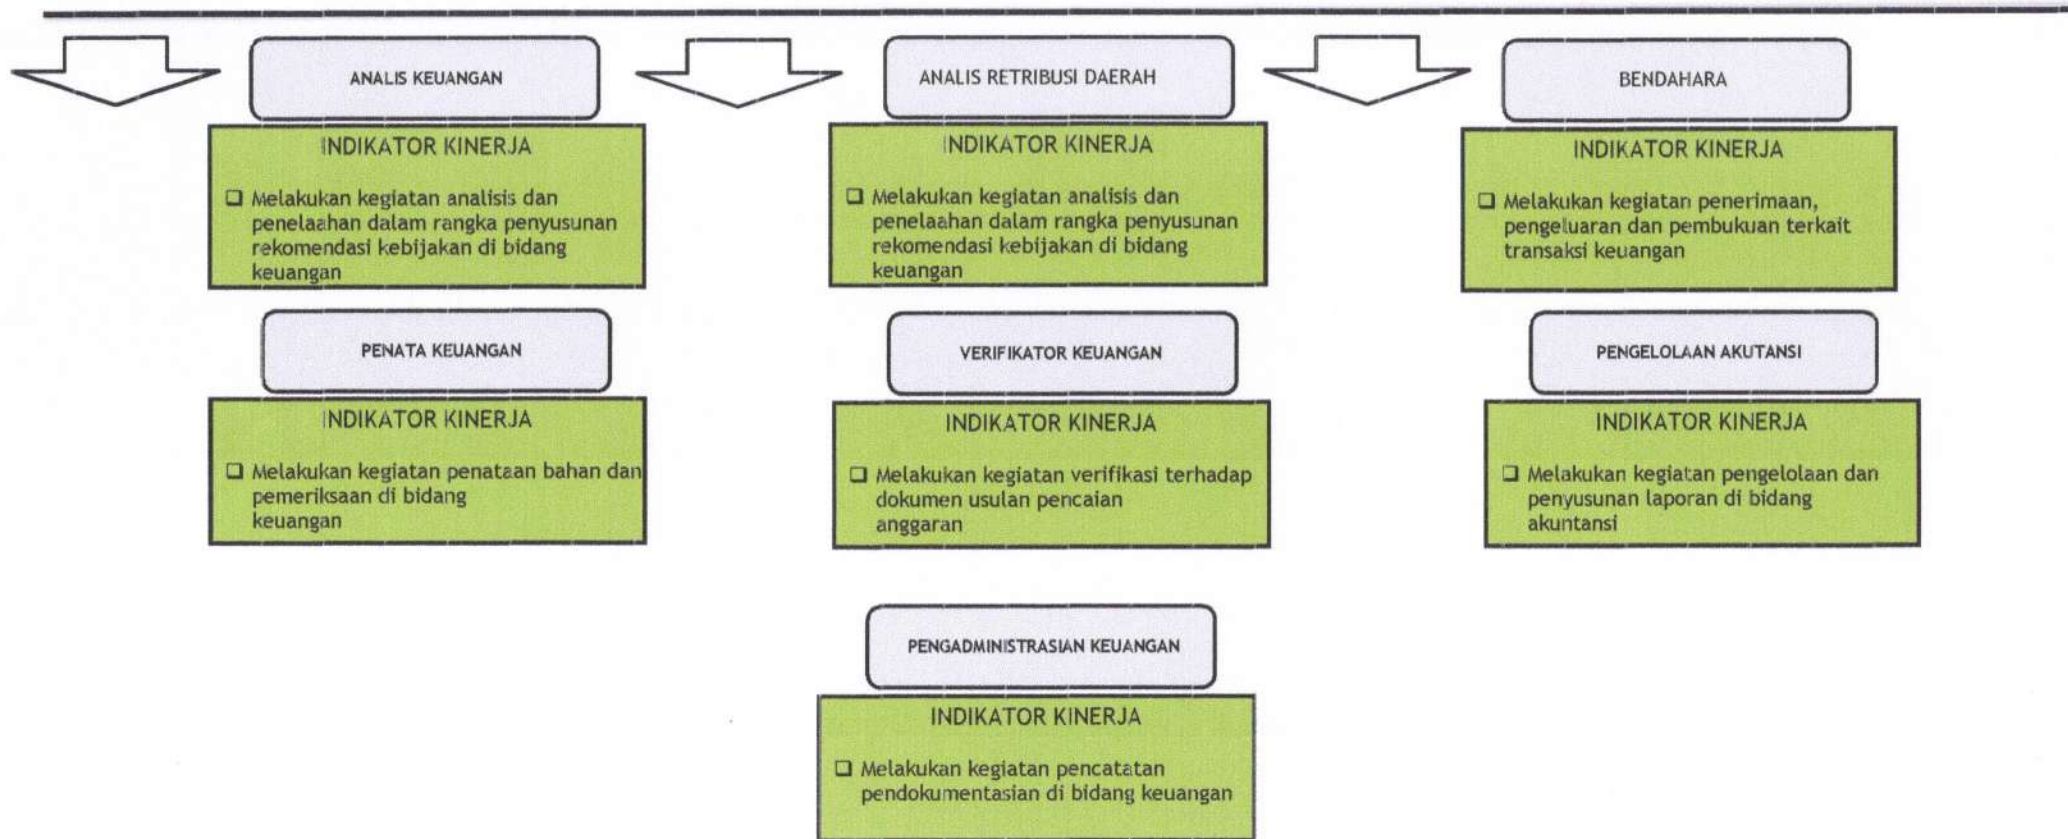 ANALIS KEUANGAN
INDIKATOR KINERJA
❑ Melakukan kegiatan analisis dan
penelaahan dalam rangka penyusunan
rekomendasi kebijakan di bidang
keuangan
ANALIS RETRIBUSI DAERAH
INDIKATOR KINERJA
❑ Melakukan kegiatan analisis dan
penelaahan dalam rangka penyusunan
rekomendasi kebijakan di bidang
keuangan
BENDAHARA
INDIKATOR KINERJA
❑ Melakukan kegiatan penerimaan,
pengeluaran dan pembukuan terkait
transaksi keuangan
PENATA KEUANGAN
INDIKATOR KINERJA
❑ Melakukan kegiatan penataan bahan dan
pemeriksaan di bidang
keuangan
VERIFIKATOR KEUANGAN
INDIKATOR KINERJA
❑ Melakukan kegiatan verifikasi terhadap
dokumen usulan pencaian
anggaran
PENGELOLAAN AKUTANSI
INDIKATOR KINERJA
❑ Melakukan kegiatan pengelolaan dan
penyusunan laporan di bidang
akuntansi
PENGADMINISTRASIAN KEUANGAN
INDIKATOR KINERJA
❑ Melakukan kegiatan pencatatan
pendokumentasian di bidang keuangan